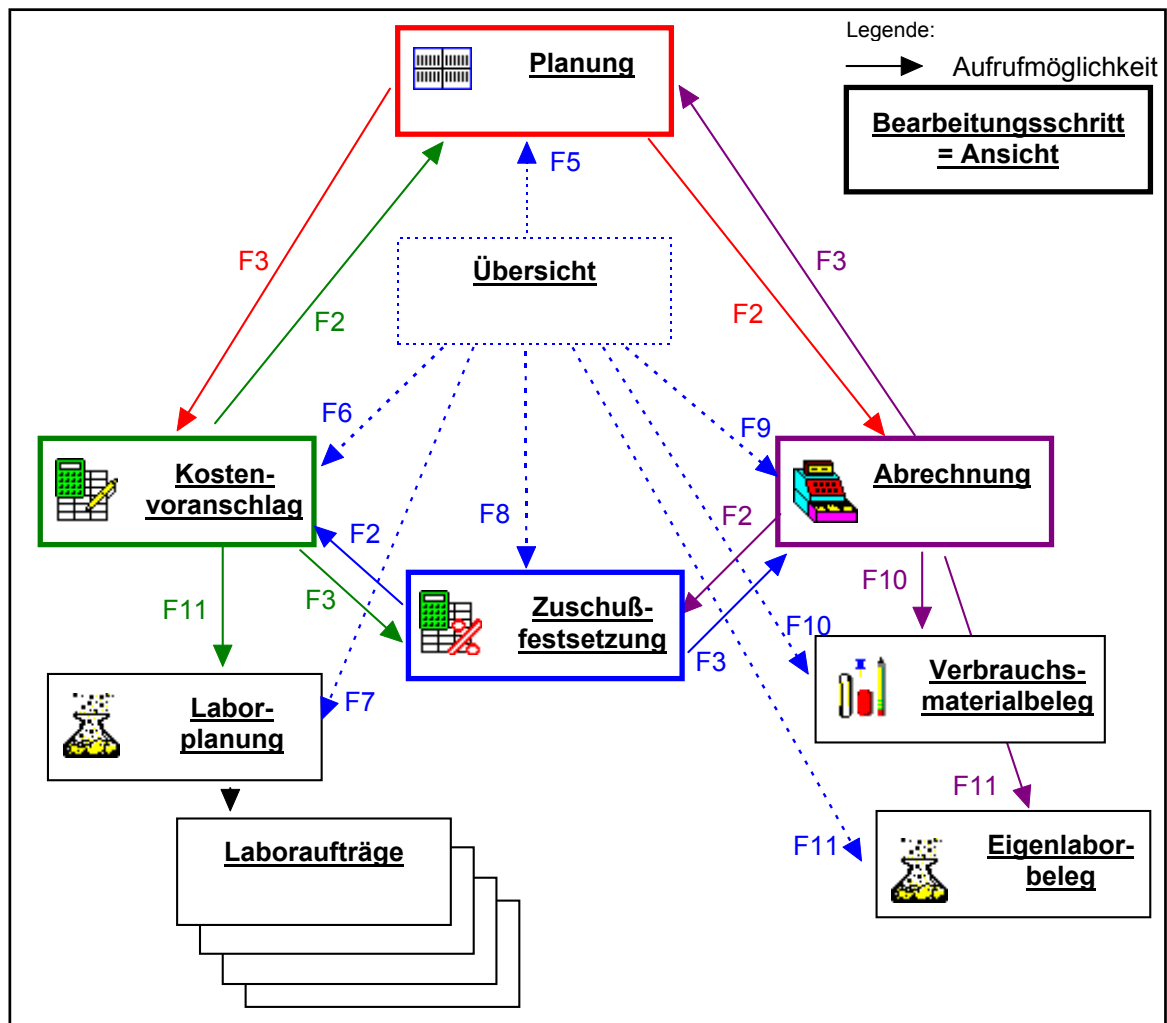 Legende:
Aufrufmöglichkeit
Bearbeitungsschritt
= Ansicht
Planung
F5
F3
F2
Übersicht
F2
F3
F6
F9
Kosten-
voranschlag
Abrechnung
F8
F2
F2
F11
F3
F10
Zuschuß-
festsetzung
F10
F3
F7
Labor-
planung
Verbrauchs-
materialbeleg
F11
Laboraufträge
F11
Eigenlabor-
beleg